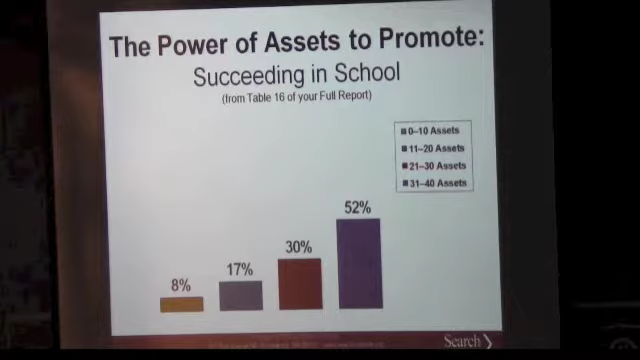 The Power of Assets to Promote:
Succeeding in School
(from Table 16 of your Full Report)
0–10 Assets
11–20 Assets
21–30 Assets
31–40 Assets
52%
30%
17%
8%
Search